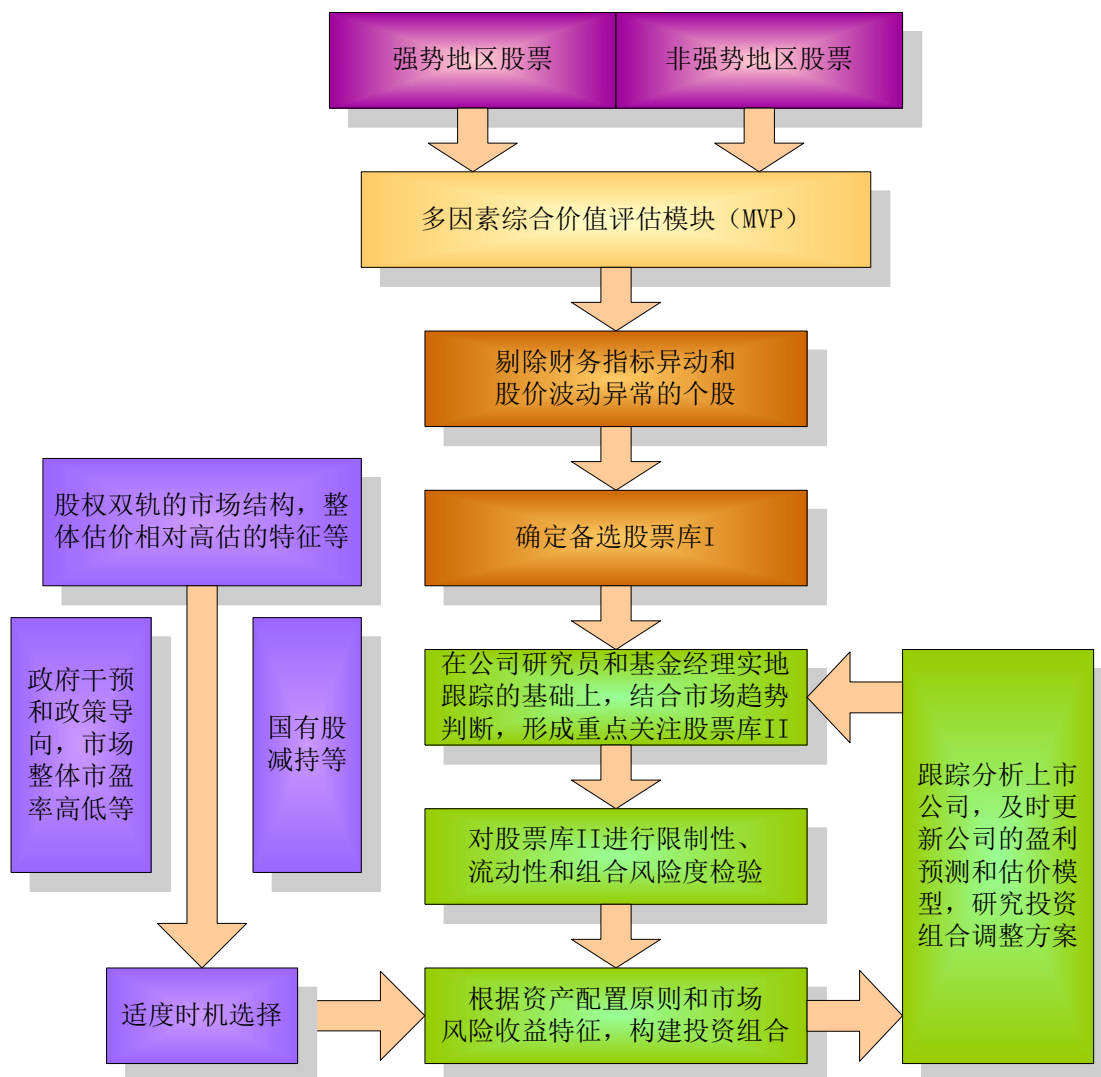 强势地区股票
非强势地区股票
多因素综合价值评估模块（MVP）
剔除财务指标异动和
股价波动异常的个股
确定备选股票库I
股权双轨的市场结构，整
体估价相对高估的特征等
政府干预
和政策导
向，市场
整体市盈
率高低等
国有股
减持等
适度时机选择
在公司研究员和基金经理实地
跟踪的基础上，结合市场趋势
判断，形成重点关注股票库II
对股票库II进行限制性、
流动性和组合风险度检验
根据资产配置原则和市场
风险收益特征，构建投资组合
跟踪分析上市
公司，及时更
新公司的盈利
预测和估价模
型，研究投资
组合调整方案